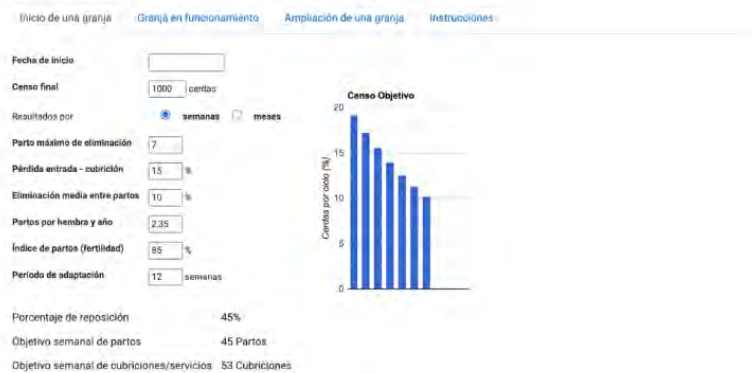 Inicio de una granja Granja en funcionamiento Ampliación de una granja Instrucciones
Fecha de inicio
Censo final 1000 cerdas
Resultados por semanas meses
Parto máximo de eliminación 7
Pérdida entrada - cubrición 15 %
Eliminación media entre partos 10 %
Partos por hembra y año 2,35
Índice de partos (fertilidad) 85 %
Período de adaptación 12 semanas
Porcentaje de reposición 45%
Objetivo semanal de partos 45 Partos
Objetivo semanal de cubriciones/servicios 53 Cubriciones
Censo Objetivo
Cerdas por ciclo (%)
20
15
10
5
0